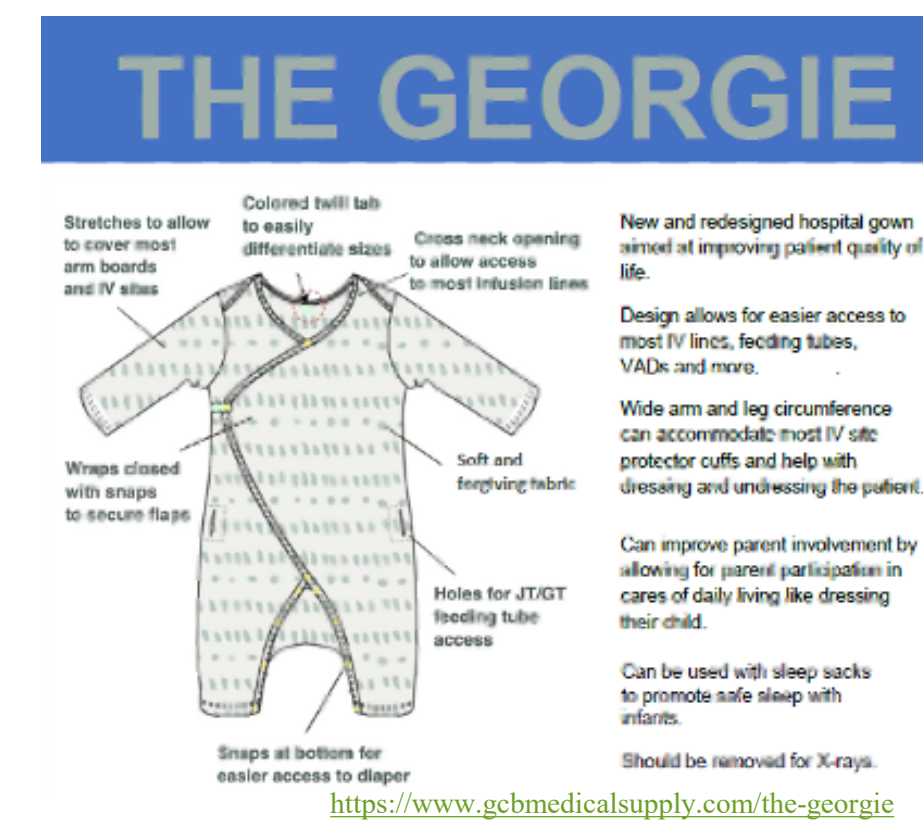 THE GEORGIE
Stretches to allow
to cover most
arm boards
and IV sites
Colored twill tab
to easily
differentiate sizes
Cross neck opening
to allow access
to most infusion lines
Wraps closed
with snaps
to secure flaps
Soft and
forgiving fabric
Holes for JT/GT
feeding tube
access
Snaps at bottom for
easier access to diaper
New and redesigned hospital gown
aimed at improving patient quality of
life.
Design allows for easier access to
most IV lines, feeding tubes,
VADs and more.
Wide arm and leg circumference
can accommodate most IV site
protector cuffs and help with
dressing and undressing the patient.
Can improve parent involvement by
allowing for parent participation in
cares of daily living like dressing
their child.
Can be used with sleep sacks
to promote safe sleep with
infants.
Should be removed for X-rays.
https://www.gcbmedicalsupply.com/the-georgie